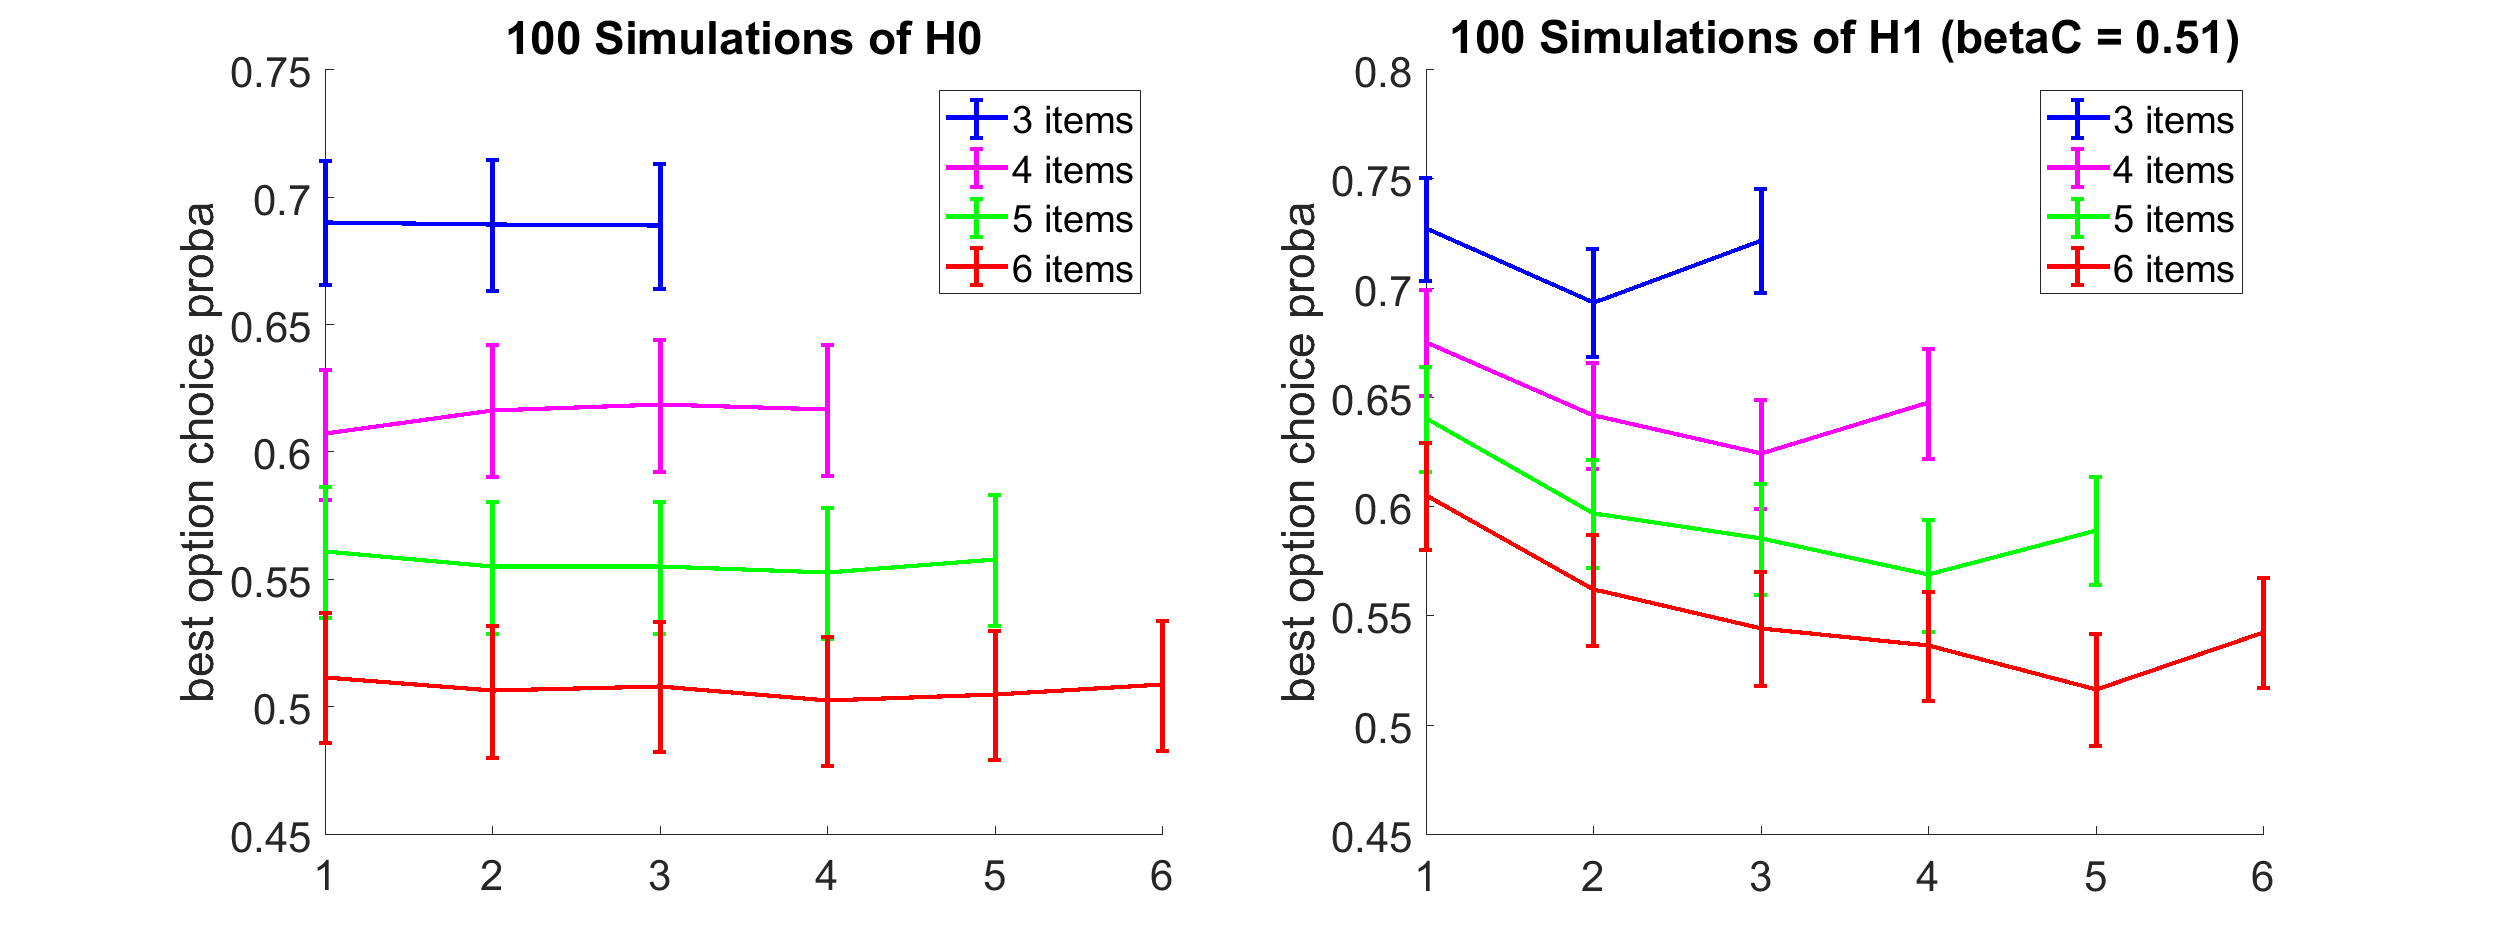 100 Simulations of H0
best option choice proba
0.75
0.7
0.65
0.6
0.55
0.5
0.45
1 2 3 4 5 6
3 items
4 items
5 items
6 items
100 Simulations of H1 (betaC = 0.51)
best option choice proba
0.8
0.75
0.7
0.65
0.6
0.55
0.5
0.45
1 2 3 4 5 6
3 items
4 items
5 items
6 items